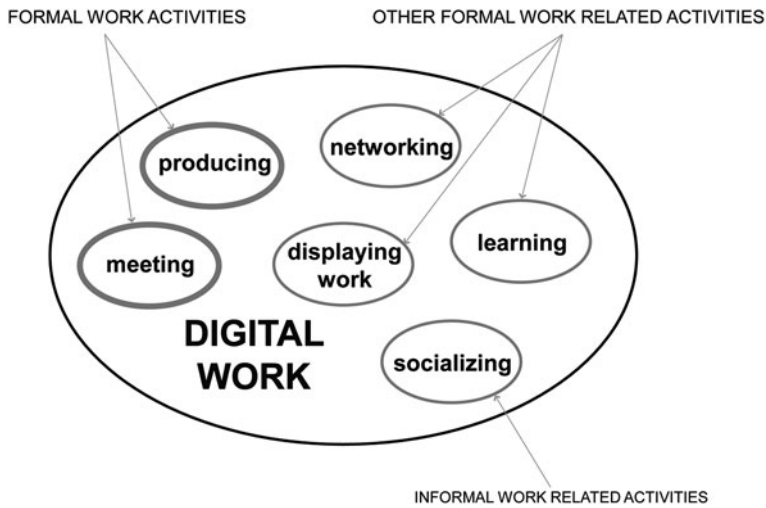 FORMAL WORK ACTIVITIES
OTHER FORMAL WORK RELATED ACTIVITIES
producing
networking
meeting
displaying
work
learning
DIGITAL
WORK
socializing
INFORMAL WORK RELATED ACTIVITIES